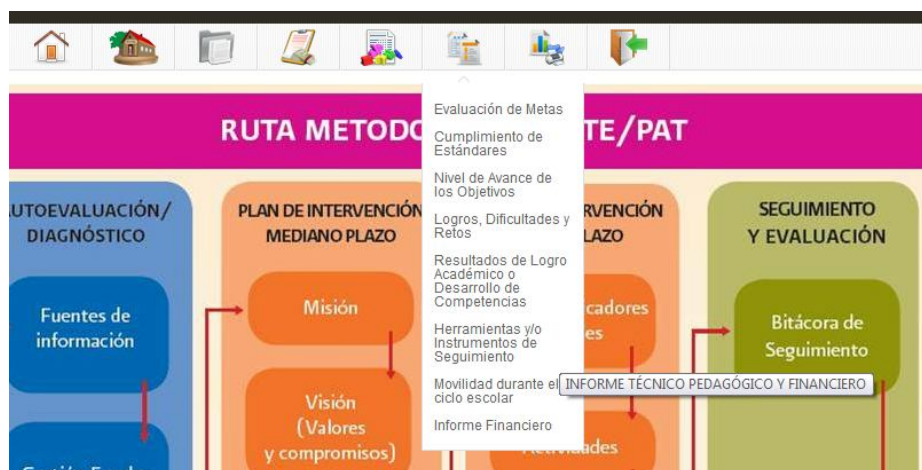 RUTA METODO
TE/PAT
Evaluación de Metas
Cumplimiento de
Estándares
Nivel de Avance de
los Objetivos
Logros, Dificultades y
Retos
Resultados de Logro
Académico o
Desarrollo de
Competencias
Herramientas y/o
Instrumentos de
Seguimiento
Movilidad durante el
ciclo escolar
Informe Financiero
INFORME TÉCNICO PEDAGÓGICO Y FINANCIERO
UTOEVALUACIÓN/
DIAGNÓSTICO
Fuentes de
información
PLAN DE INTERVENCIÓN
MEDIANO PLAZO
Misión
Visión
(Valores
y compromisos)
RVENCIÓN
LAZO
cadores
es
SEGUIMIENTO
Y EVALUACIÓN
Bitácora de
Seguimiento